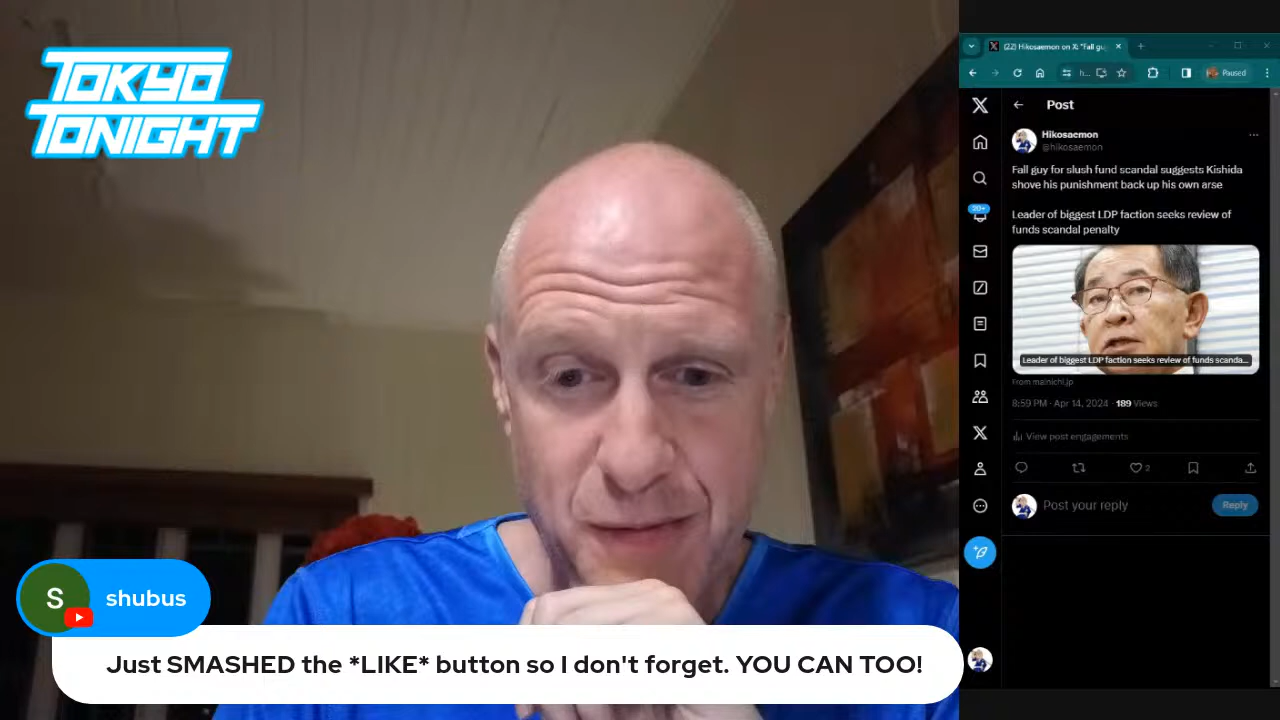 TOKYO
TONIGHT
(22) Hikosaemon on X: "Fall gu
h...
Paused
Post
Hikosaemon
@hikosaemon
Fall guy for slush fund scandal suggests Kishida
shove his punishment back up his own arse
Leader of biggest LDP faction seeks review of
funds scandal penalty
Leader of biggest LDP faction seeks review of funds scanda...
From mainichi.jp
8:59 PM · Apr 14, 2024 · 189 Views
View post engagements
2
20+
Post your reply
Reply
S
shubus
Just SMASHED the *LIKE* button so I don't forget. YOU CAN TOO!